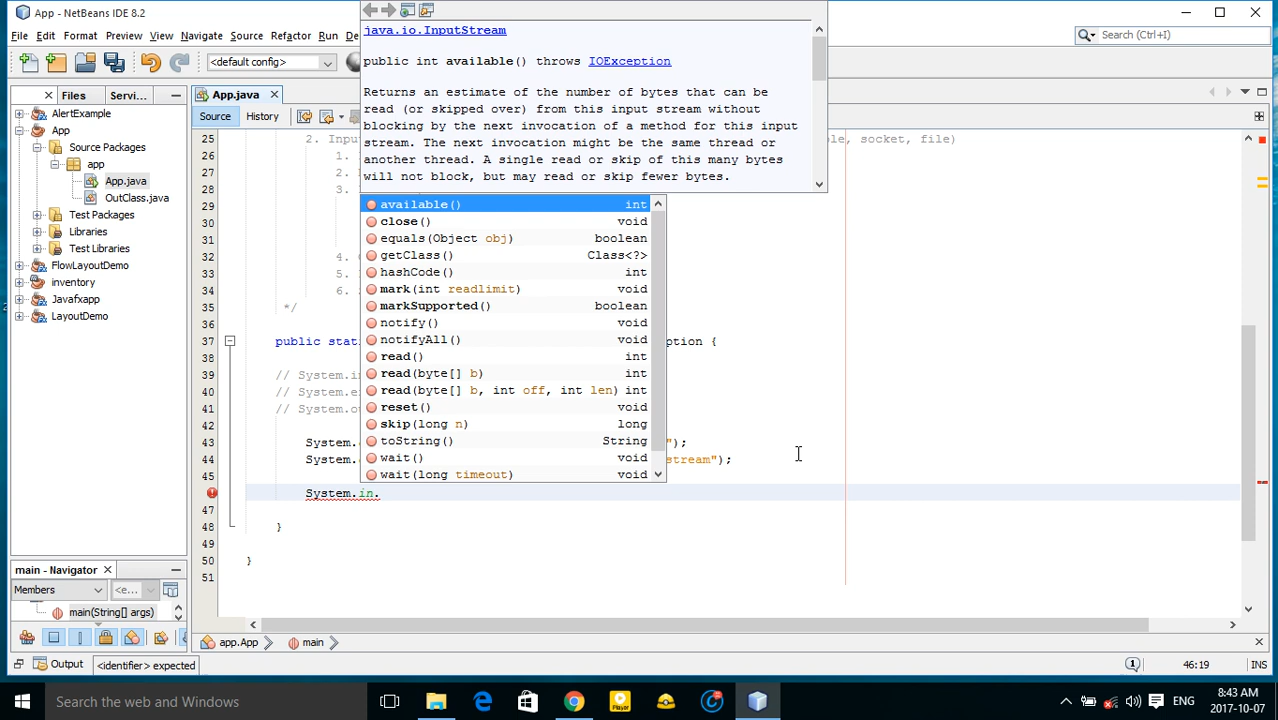 App - NetBeans IDE 8.2
File Edit Format Preview View Navigate Source Refactor Run De
Search (Ctrl+I)
<default config>
Files Servi...
App.java
Source History
AlertExample
App
Source Packages
app
App.java
OutClass.java
Test Packages
Libraries
Test Libraries
FlowLayoutDemo
inventory
Javafxapp
LayoutDemo
java.io.InputStream
public int available() throws IOException
Returns an estimate of the number of bytes that can be
read (or skipped over) from this input stream without
blocking by the next invocation of a method for this input
stream. The next invocation might be the same thread or
another thread. A single read or skip of this many bytes
will not block, but may read or skip fewer bytes.
available() int
close() void
equals(Object obj) boolean
getClass() Class<?>
hashCode() int
mark(int readlimit) void
markSupported() boolean
notify() void
notifyAll() void
read() int
read(byte[] b) int
read(byte[] b, int off, int len) int
reset() void
skip(long n) long
toString() String
wait() void
wait(long timeout) void
25 2. Inpu le, socket, file)
26 1.
27 2.
28 3.
29
30
31
32 4.
33 5.
34 6.
35 */
36
37 public stati ption {
38
39 // System.in
40 // System.er
41 // System.ou
42
43 System. ");
44 System. stream");
45
System.in.
47
48 }
49
50 }
51
main - Navigator
Members <e...
main(String[] args)
app.App main
Output <identifier> expected
1 46:19 INS
Search the web and Windows
Player
ENG
8:43 AM
2017-10-07